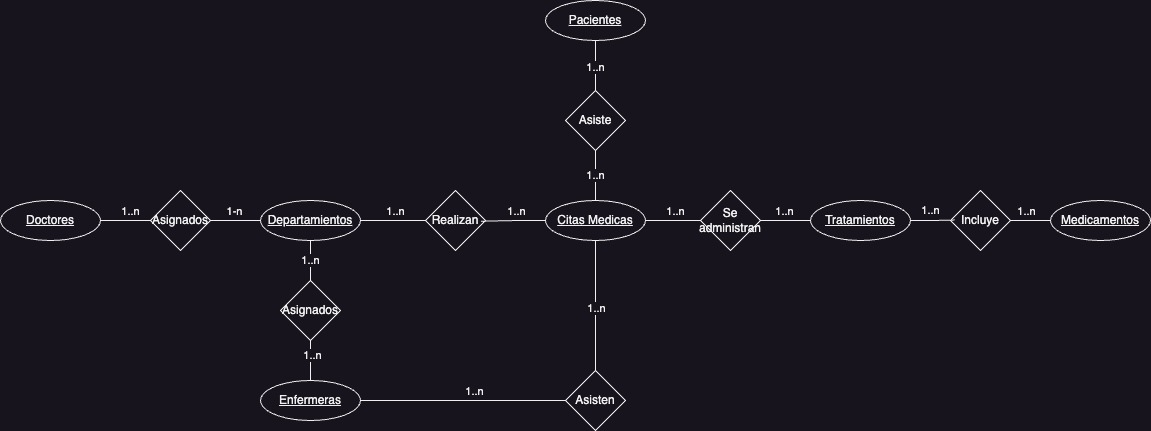 Pacientes
1..n
Asiste
1..n
Doctores
1..n
Asignados
1-n
Departamientos
1..n
Realizan
1..n
Citas Medicas
1..n
Se
administran
1..n
Tratamientos
1..n
Incluye
1..n
Medicamentos
1..n
Asignados
1..n
1..n
Enfermeras
1..n
Asisten